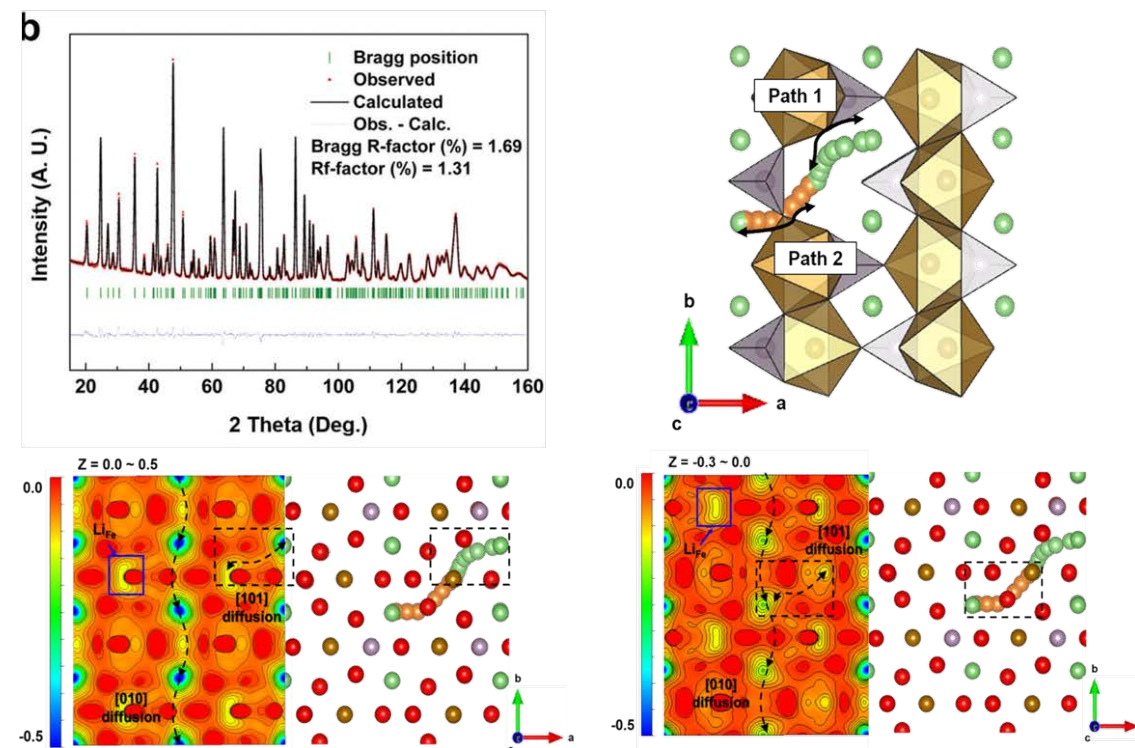 b
Bragg position
Observed
Calculated
Obs. - Calc.
Bragg R-factor (%) = 1.69
Rf-factor (%) = 1.31
Intensity (A. U.)
20 40 60 80 100 120 140 160
2 Theta (Deg.)
Path 1
Path 2
b
a
c
Z = 0.0 ~ 0.5
0.0
LiFe
[101]
diffusion
[010]
diffusion
-0.5
b
a
Z = -0.3 ~ 0.0
0.0
LiFe
[101]
diffusion
[010]
diffusion
-0.5
b
c
a